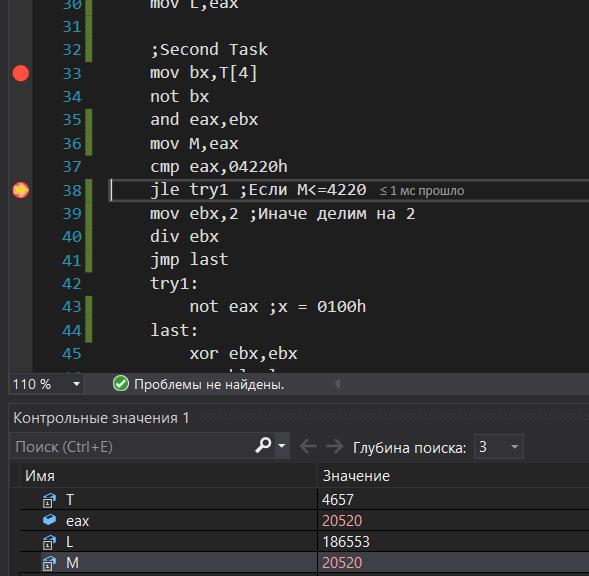 30 mov L,eax
31
32 ;Second Task
33 mov bx,T[4]
34 not bx
35 and eax,ebx
36 mov M,eax
37 cmp eax,04220h
38 jle try1 ;Если M<=4220 ≤ 1 мс прошло
39 mov ebx,2 ;Иначе делим на 2
40 div ebx
41 jmp last
42 try1:
43 not eax ;x = 0100h
44 last:
45 xor ebx,ebx
110 % Проблемы не найдены.
Контрольные значения 1
Поиск (Ctrl+E) Глубина поиска: 3
Имя Значение
T 4657
eax 20520
L 186553
M 20520